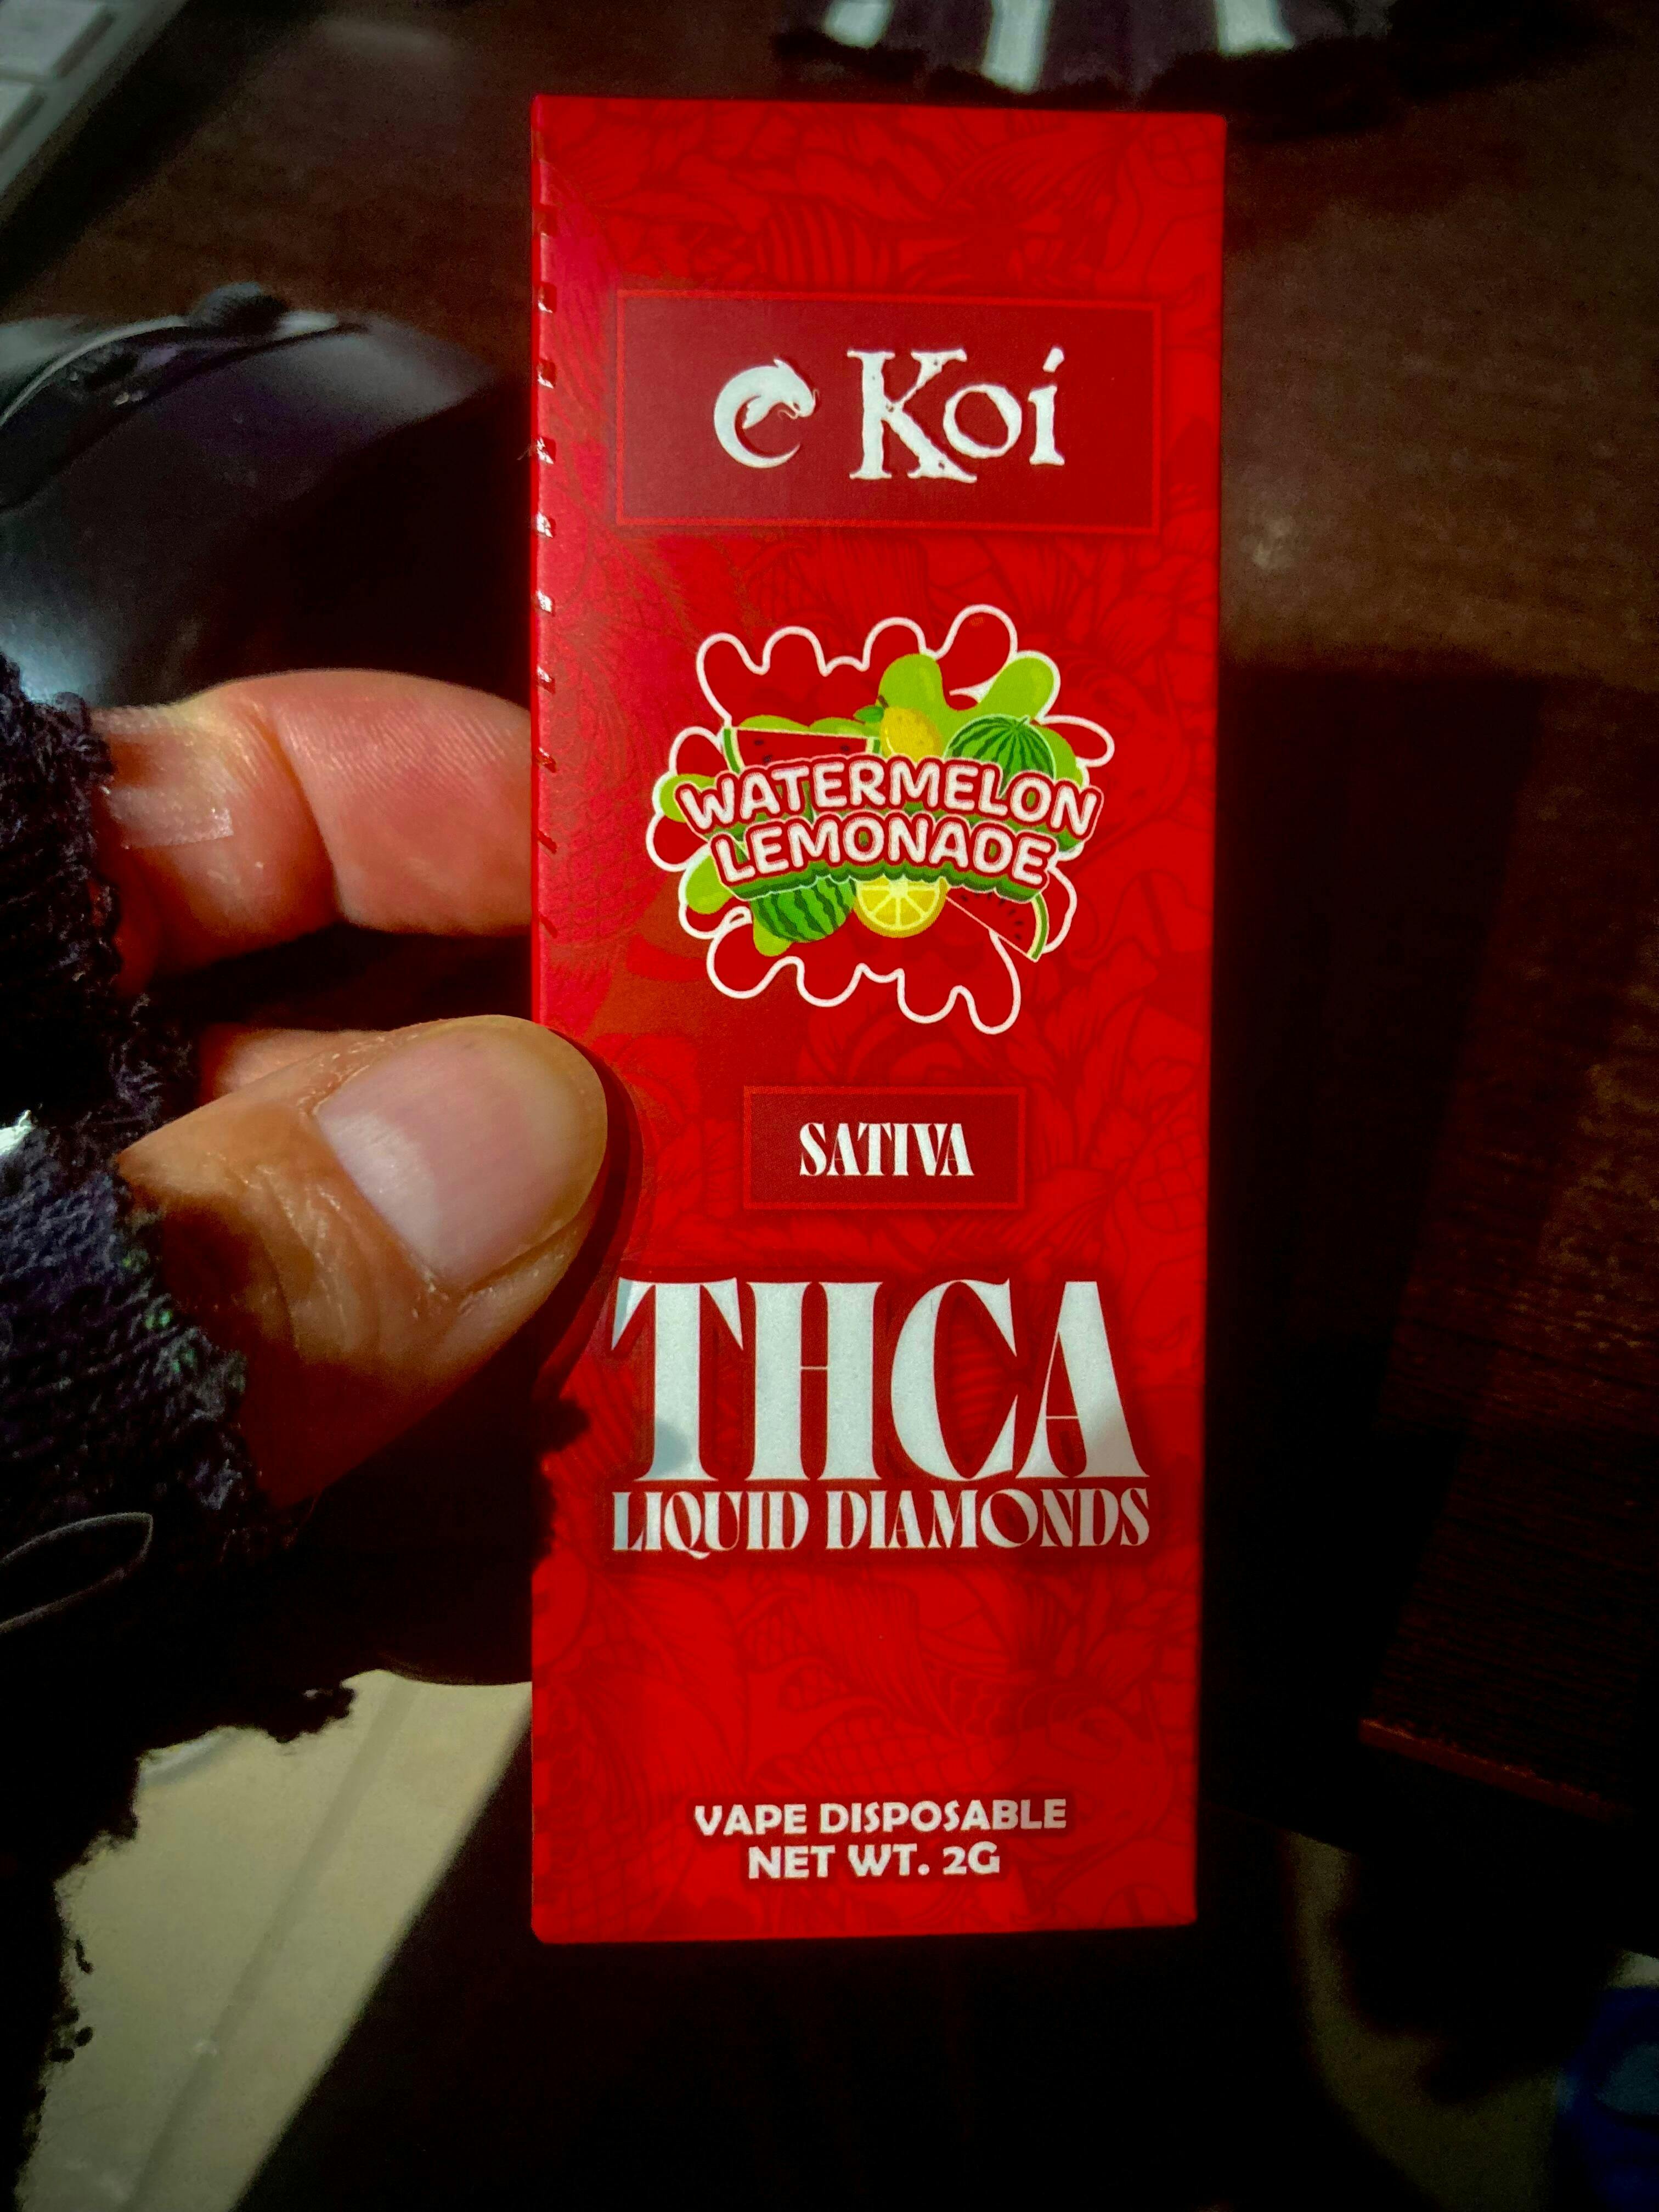 Koi
WATERMELON
LEMONADE
SATIVA
THCA
LIQUID DIAMONDS
VAPE DISPOSABLE
NET WT. 2G